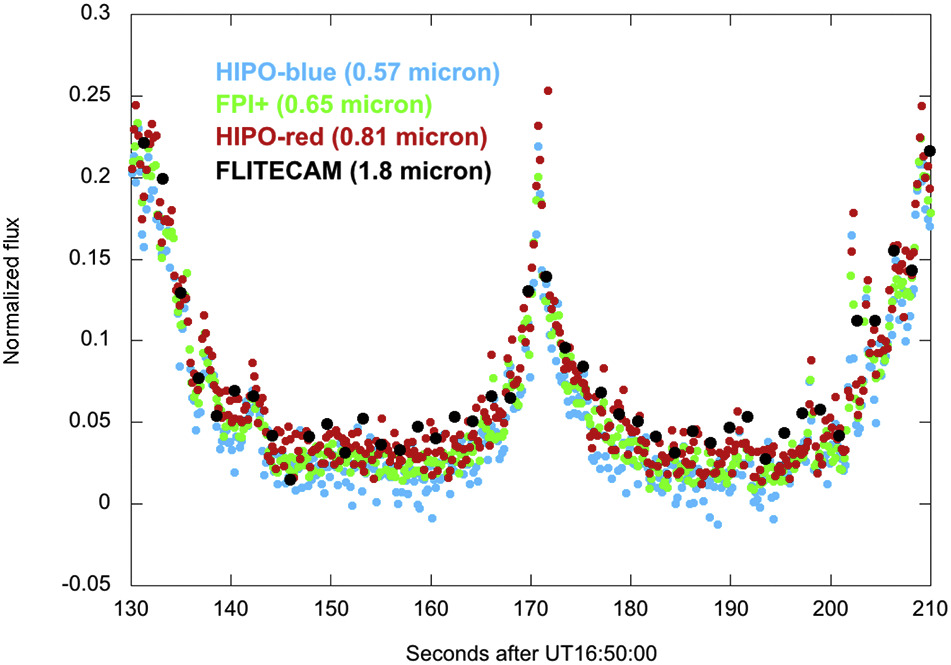 0.3
0.25
0.2
0.15
0.1
0.05
0
-0.05
Normalized flux
HIPO-blue (0.57 micron)
FPI+ (0.65 micron)
HIPO-red (0.81 micron)
FLITECAM (1.8 micron)
130 140 150 160 170 180 190 200 210
Seconds after UT16:50:00